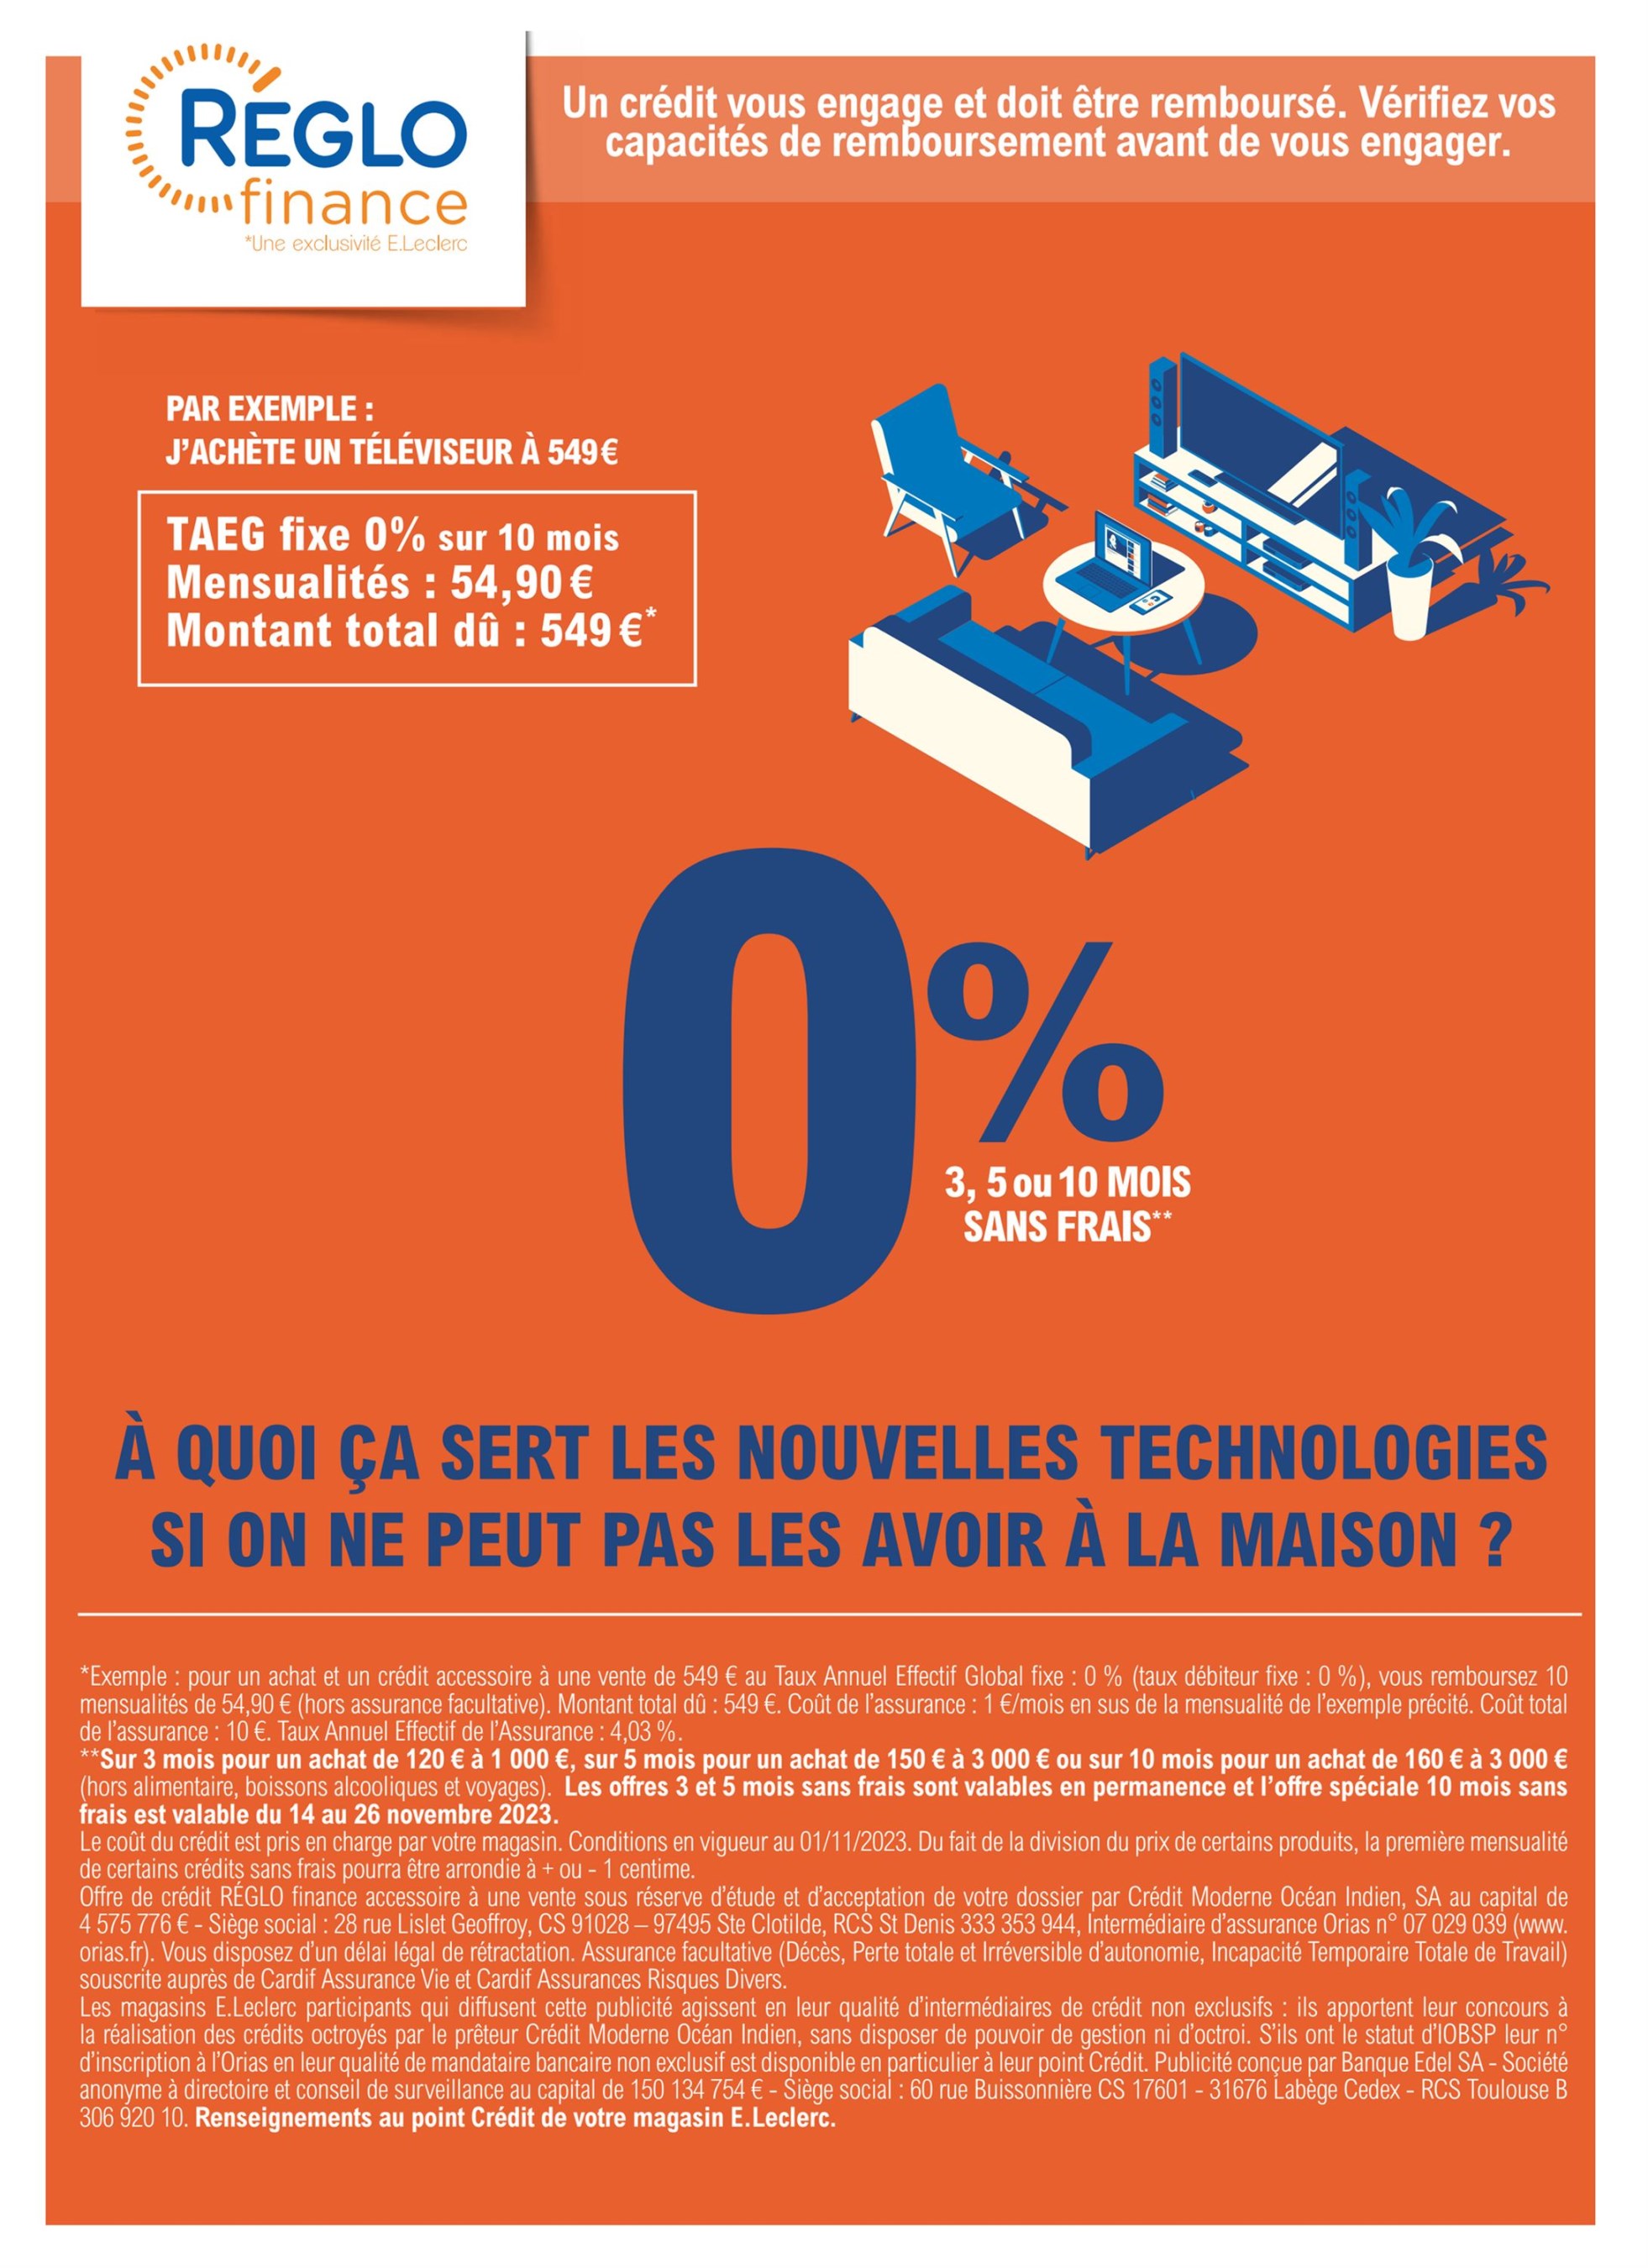 RÉGLO
finance
*Une exclusivité E.Leclerc
Un crédit vous engage et doit être remboursé. Vérifiez vos
capacités de remboursement avant de vous engager.
PAR EXEMPLE :
J'ACHÈTE UN TÉLÉVISEUR À 549€
TAEG fixe 0% sur 10 mois
Mensualités : 54,90 €
Montant total dû : 549 €*
0%
3, 5 ou 10 MOIS
SANS FRAIS**
À QUOI ÇA SERT LES NOUVELLES TECHNOLOGIES
SI ON NE PEUT PAS LES AVOIR À LA MAISON ?
*Exemple : pour un achat et un crédit accessoire à une vente de 549 € au Taux Annuel Effectif Global fixe : 0 % (taux débiteur fixe : 0 %), vous remboursez 10
mensualités de 54,90 € (hors assurance facultative). Montant total dû : 549 €. Coût de l'assurance : 1 €/mois en sus de la mensualité de l'exemple précité. Coût total
de l'assurance : 10 €. Taux Annuel Effectif de l'Assurance : 4,03 %.
**Sur 3 mois pour un achat de 120 € à 1 000 €, sur 5 mois pour un achat de 150 € à 3 000 € ou sur 10 mois pour un achat de 160 € à 3 000 €
(hors alimentaire, boissons alcooliques et voyages). Les offres 3 et 5 mois sans frais sont valables en permanence et l'offre spéciale 10 mois sans
frais est valable du 14 au 26 novembre 2023.
Le coût du crédit est pris en charge par votre magasin. Conditions en vigueur au 01/11/2023. Du fait de la division du prix de certains produits, la première mensualité
de certains crédits sans frais pourra être arrondie à + ou - 1 centime.
Offre de crédit RÉGLO finance accessoire à une vente sous réserve d'étude et d'acceptation de votre dossier par Crédit Moderne Océan Indien, SA au capital de
4 575 776 € - Siège social : 28 rue Lislet Geoffroy, CS 91028 – 97495 Ste Clotilde, RCS St Denis 333 353 944, Intermédiaire d'assurance Orias n° 07 029 039 (www.
orias.fr). Vous disposez d'un délai légal de rétractation. Assurance facultative (Décès, Perte totale et Irréversible d'autonomie, Incapacité Temporaire Totale de Travail)
souscrite auprès de Cardif Assurance Vie et Cardif Assurances Risques Divers.
Les magasins E.Leclerc participants qui diffusent cette publicité agissent en leur qualité d'intermédiaires de crédit non exclusifs : ils apportent leur concours à
la réalisation des crédits octroyés par le prêteur Crédit Moderne Océan Indien, sans disposer de pouvoir de gestion ni d'octroi. S'ils ont le statut d'IOBSP leur n°
d'inscription à l'Orias en leur qualité de mandataire bancaire non exclusif est disponible en particulier à leur point Crédit. Publicité conçue par Banque Edel SA - Société
anonyme à directoire et conseil de surveillance au capital de 150 134 754 € - Siège social : 60 rue Buissonnière CS 17601 - 31676 Labège Cedex - RCS Toulouse B
306 920 10. Renseignements au point Crédit de votre magasin E.Leclerc.